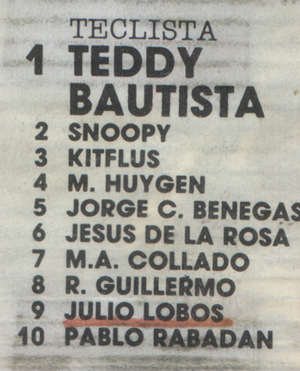 TECLISTA
1 TEDDY
BAUTISTA
2 SNOOPY
3 KITFLUS
4 M. HUYGEN
5 JORGE C. BENEGAS
6 JESUS DE LA ROSA
7 M.A. COLLADO
8 R. GUILLERMO
9 JULIO LOBOS
10 PABLO RABADAN